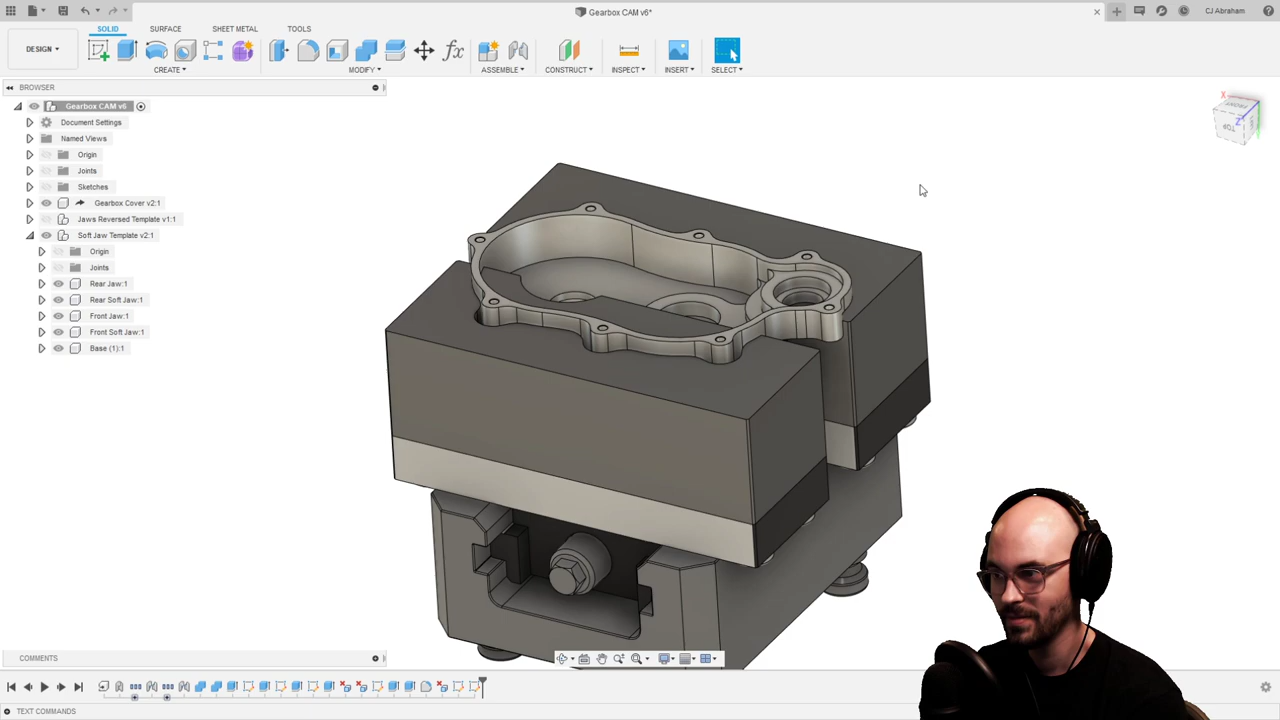 Gearbox CAM v6*
CJ Abraham
DESIGN
SOLID
SURFACE
SHEET METAL
TOOLS
fx
CREATE
MODIFY
ASSEMBLE
CONSTRUCT
INSPECT
INSERT
SELECT
BROWSER
Gearbox CAM v6
Document Settings
Named Views
Origin
Joints
Sketches
Gearbox Cover v2:1
Jaws Reversed Template v1:1
Soft Jaw Template v2:1
Origin
Joints
Rear Jaw:1
Rear Soft Jaw:1
Front Jaw:1
Front Soft Jaw:1
Base (1):1
X
FRONT
Z
TOP
COMMENTS
TEXT COMMANDS